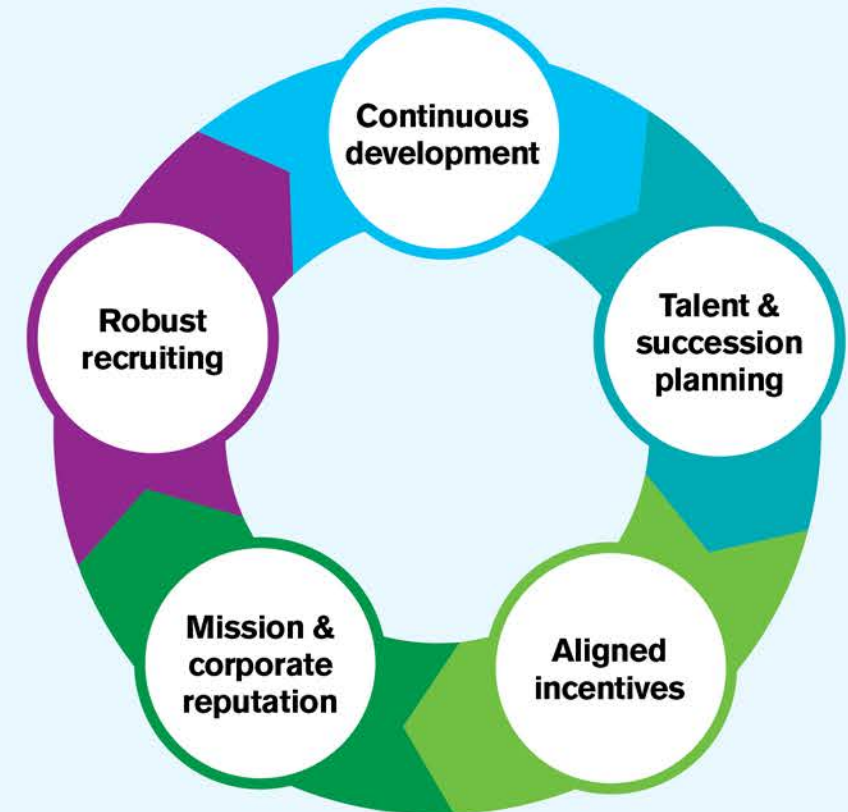 Continuous
development
Talent &
succession
planning
Aligned
incentives
Mission &
corporate
reputation
Robust
recruiting